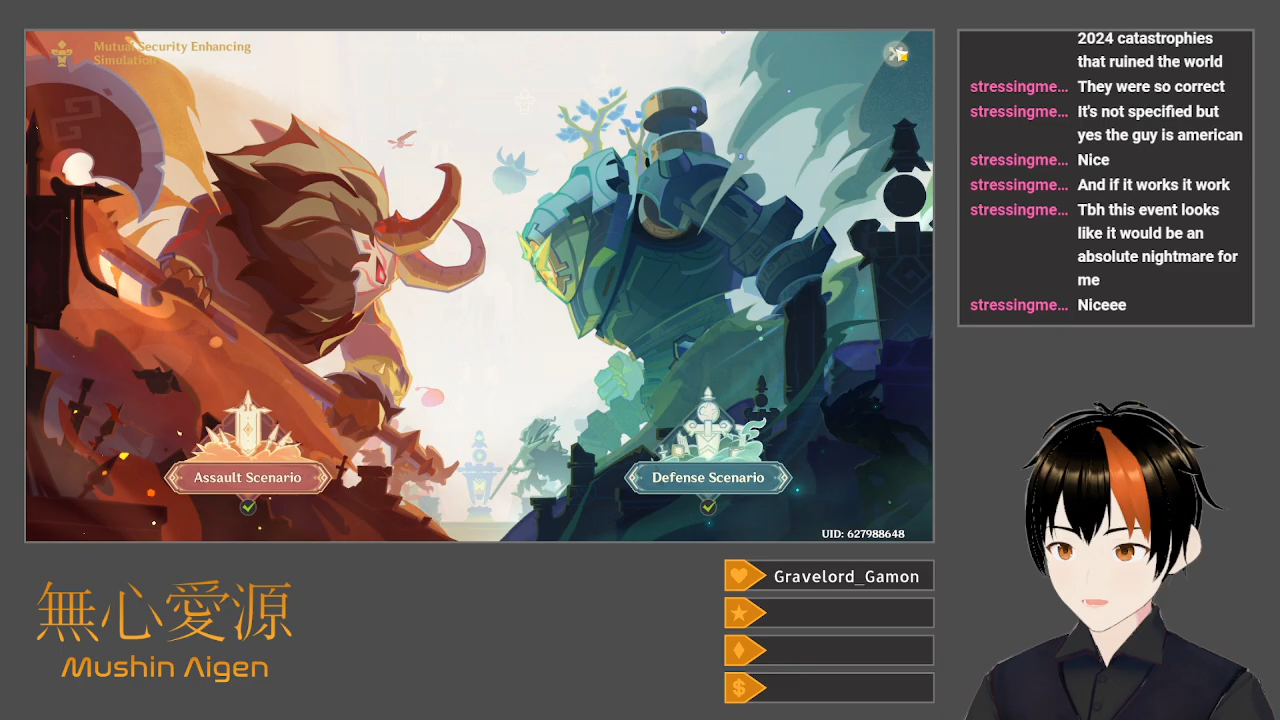 Mutual Security Enhancing
Simulation
Assault Scenario
Defense Scenario
UID: 627988648
2024 catastrophies
that ruined the world
stressingme... They were so correct
stressingme... It's not specified but
yes the guy is american
stressingme... Nice
stressingme... And if it works it work
stressingme... Tbh this event looks
like it would be an
absolute nightmare for
me
stressingme... Niceee
無心愛源
Mushin Aigen
Gravelord_Gamon